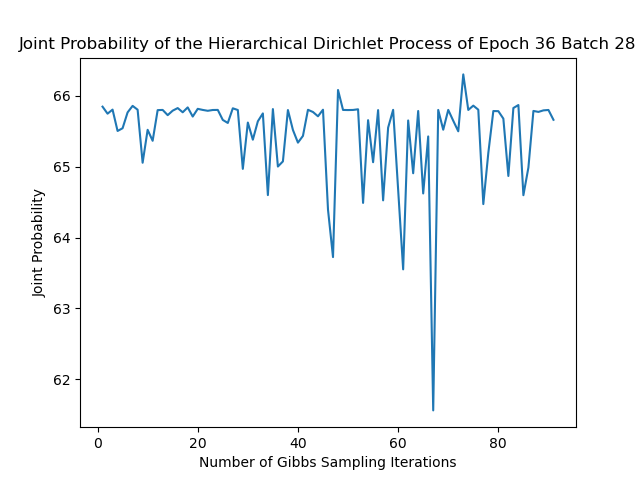 Joint Probability of the Hierarchical Dirichlet Process of Epoch 36 Batch 28
66
65
64
63
62
Joint Probability
0 20 40 60 80
Number of Gibbs Sampling Iterations